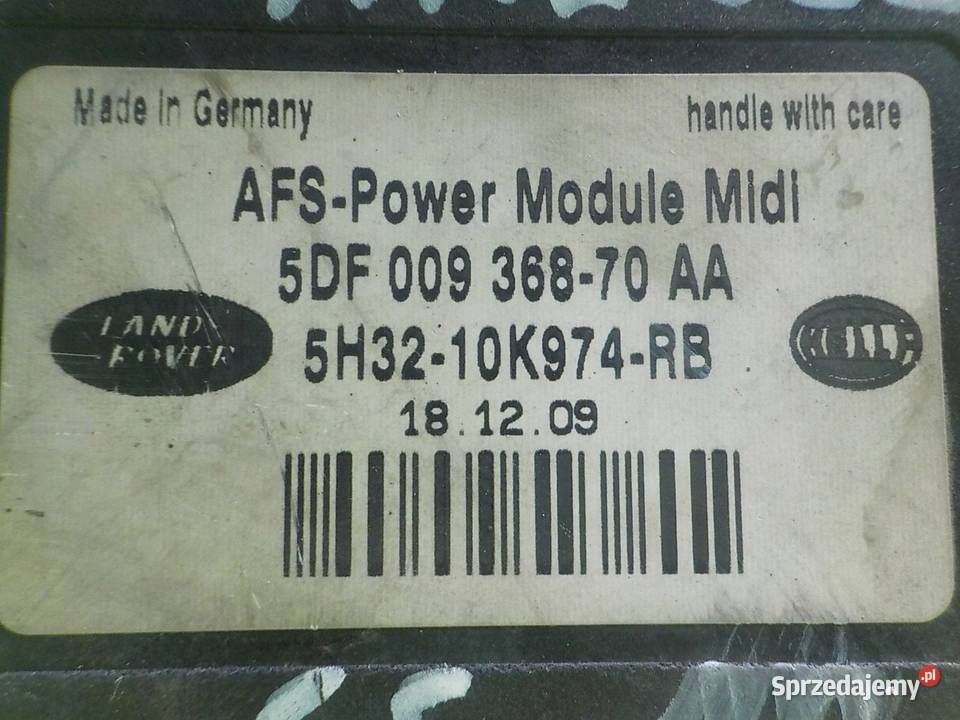 Made in Germany
handle with care
AFS-Power Module Midi
5DF 009 368-70 AA
LAND ROVER
5H32-10K974-RB
HELLA
18.12.09
Sprzedajemy.pl